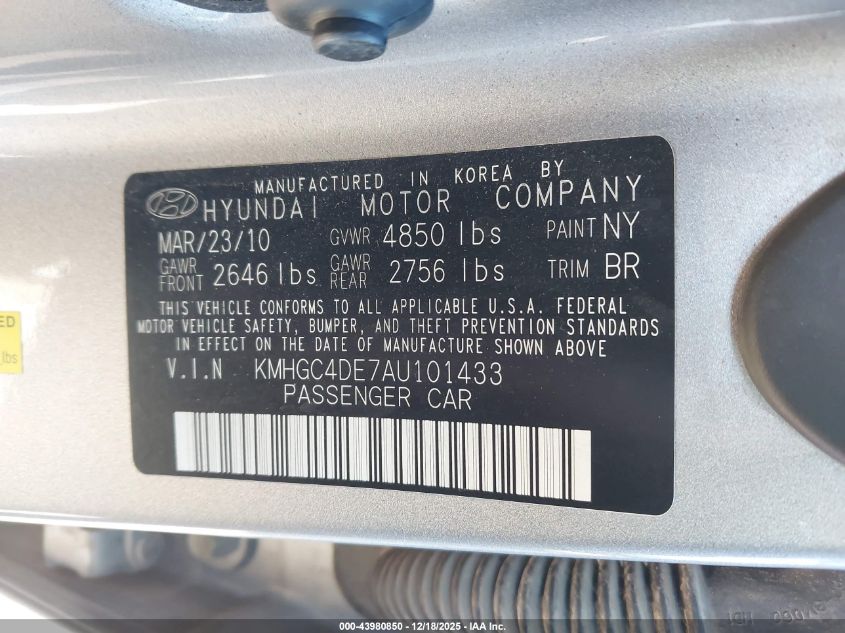 MANUFACTURED IN KOREA BY
HYUNDAI MOTOR COMPANY
MAR/23/10 GVWR 4850 lbs PAINT NY
GAWR FRONT 2646 lbs GAWR REAR 2756 lbs TRIM BR
THIS VEHICLE CONFORMS TO ALL APPLICABLE U.S.A. FEDERAL
MOTOR VEHICLE SAFETY, BUMPER, AND THEFT PREVENTION STANDARDS
IN EFFECT ON THE DATE OF MANUFACTURE SHOWN ABOVE
V.I.N KMHGC4DE7AU101433
PASSENGER CAR
lbs
000-43980850 - 12/18/2025 - IAA Inc.